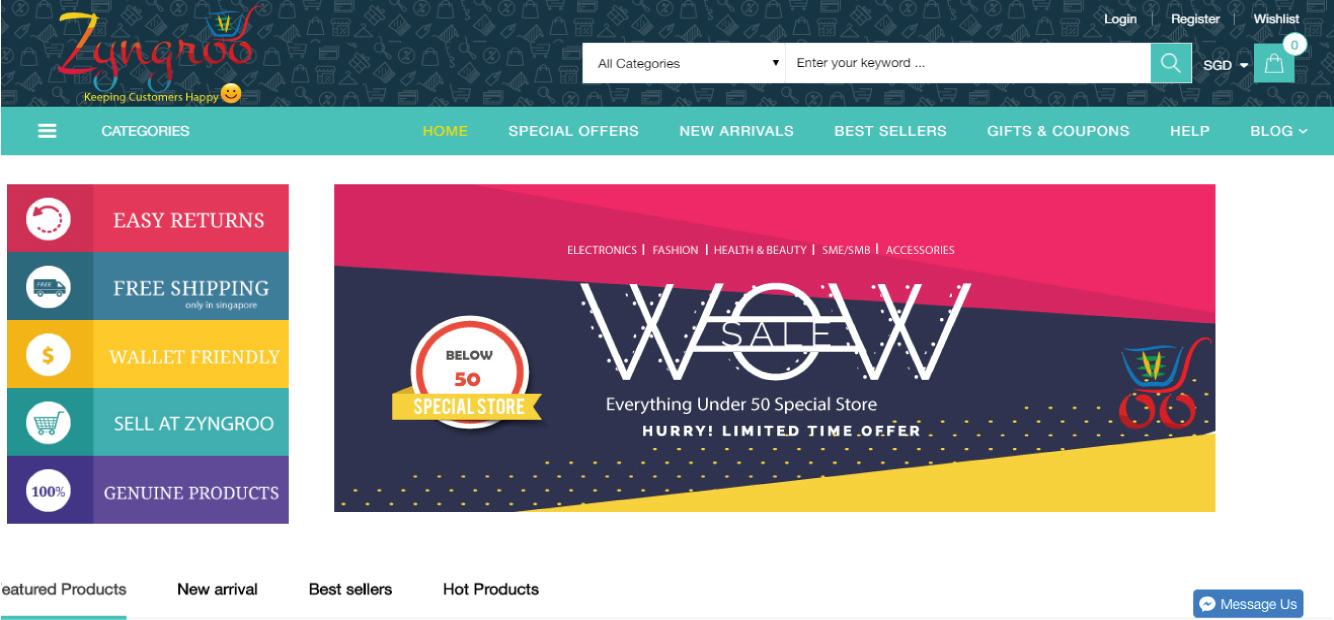 Login Register Wishlist
Zyngroo
Keeping Customers Happy
All Categories Enter your keyword ... SGD 0
CATEGORIES HOME SPECIAL OFFERS NEW ARRIVALS BEST SELLERS GIFTS & COUPONS HELP BLOG
EASY RETURNS
FREE
FREE SHIPPING
only in singapore
$ WALLET FRIENDLY
SELL AT ZYNGROO
100% GENUINE PRODUCTS
ELECTRONICS | FASHION | HEALTH & BEAUTY | SME/SMB | ACCESSORIES
WOW
SALE
BELOW
50
SPECIAL STORE
Everything Under 50 Special Store
HURRY! LIMITED TIME OFFER
eatured Products New arrival Best sellers Hot Products
Message Us